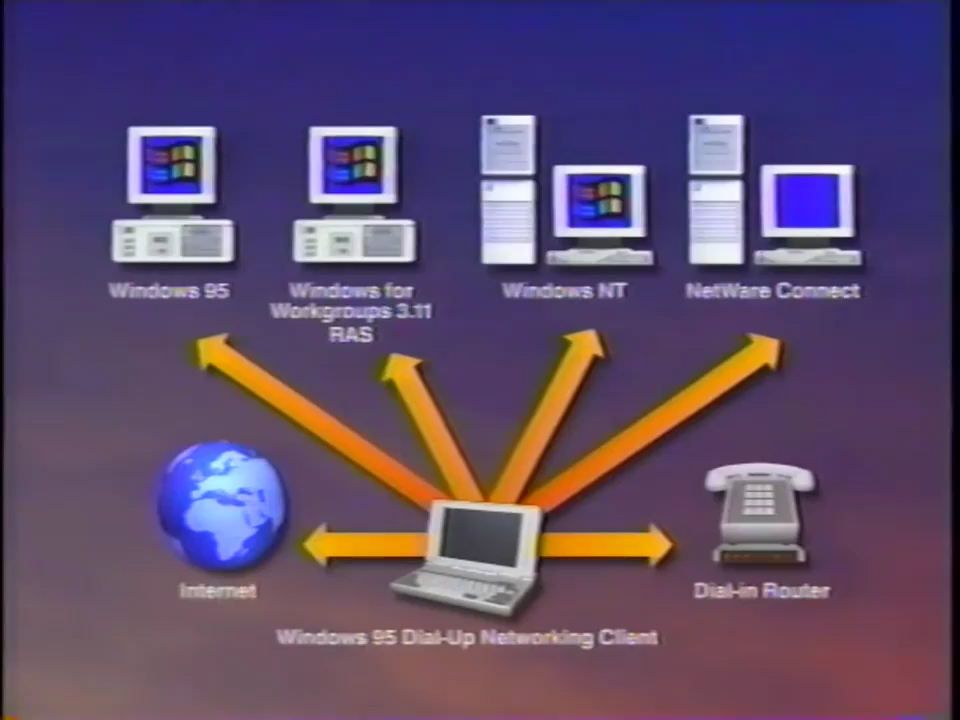 Windows 95
Windows for
Workgroups 3.11
RAS
Windows NT
NetWare Connect
Internet
Dial-in Router
Windows 95 Dial-Up Networking Client